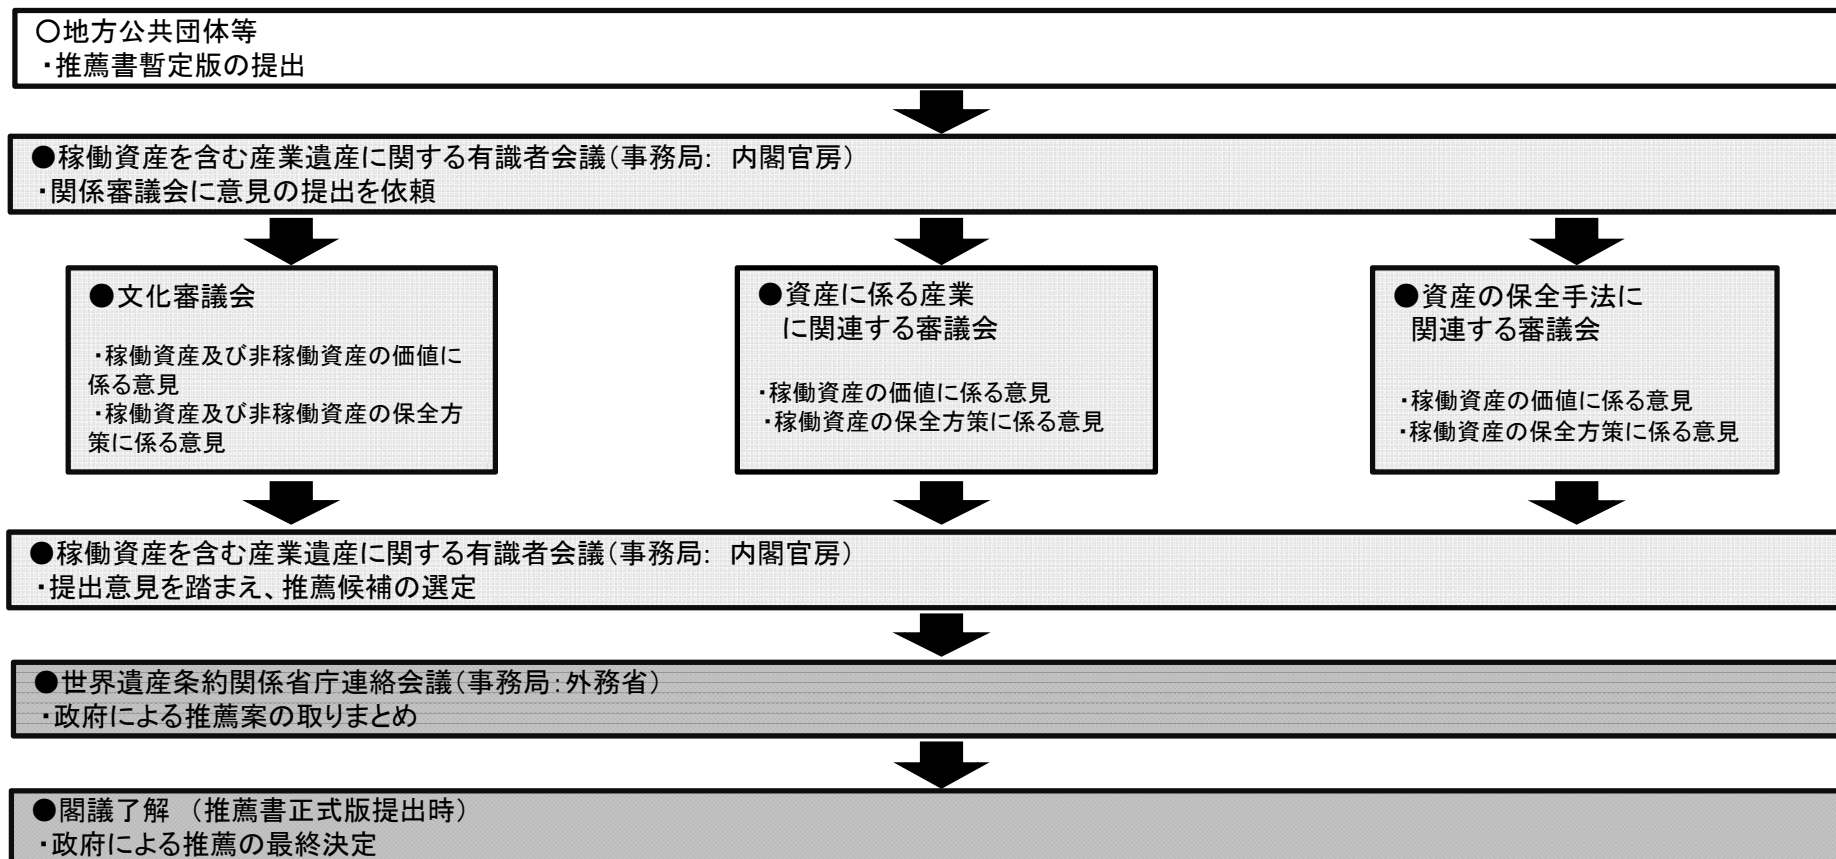 ○地方公共団体等
・推薦書暫定版の提出
●稼働資産を含む産業遺産に関する有識者会議(事務局: 内閣官房)
・関係審議会に意見の提出を依頼
●文化審議会
・稼働資産及び非稼働資産の価値に
係る意見
・稼働資産及び非稼働資産の保全方
策に係る意見
●資産に係る産業
に関連する審議会
・稼働資産の価値に係る意見
・稼働資産の保全方策に係る意見
●資産の保全手法に
関連する審議会
・稼働資産の価値に係る意見
・稼働資産の保全方策に係る意見
●稼働資産を含む産業遺産に関する有識者会議(事務局: 内閣官房)
・提出意見を踏まえ、推薦候補の選定
●世界遺産条約関係省庁連絡会議(事務局:外務省)
・政府による推薦案の取りまとめ
●閣議了解 (推薦書正式版提出時)
・政府による推薦の最終決定